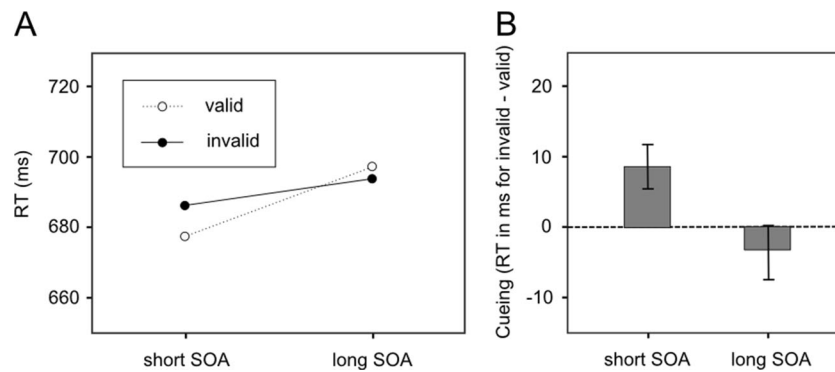 A
RT (ms)
720
700
680
660
valid
invalid
short SOA
long SOA
B
Cueing (RT in ms for invalid - valid)
20
10
0
-10
short SOA
long SOA